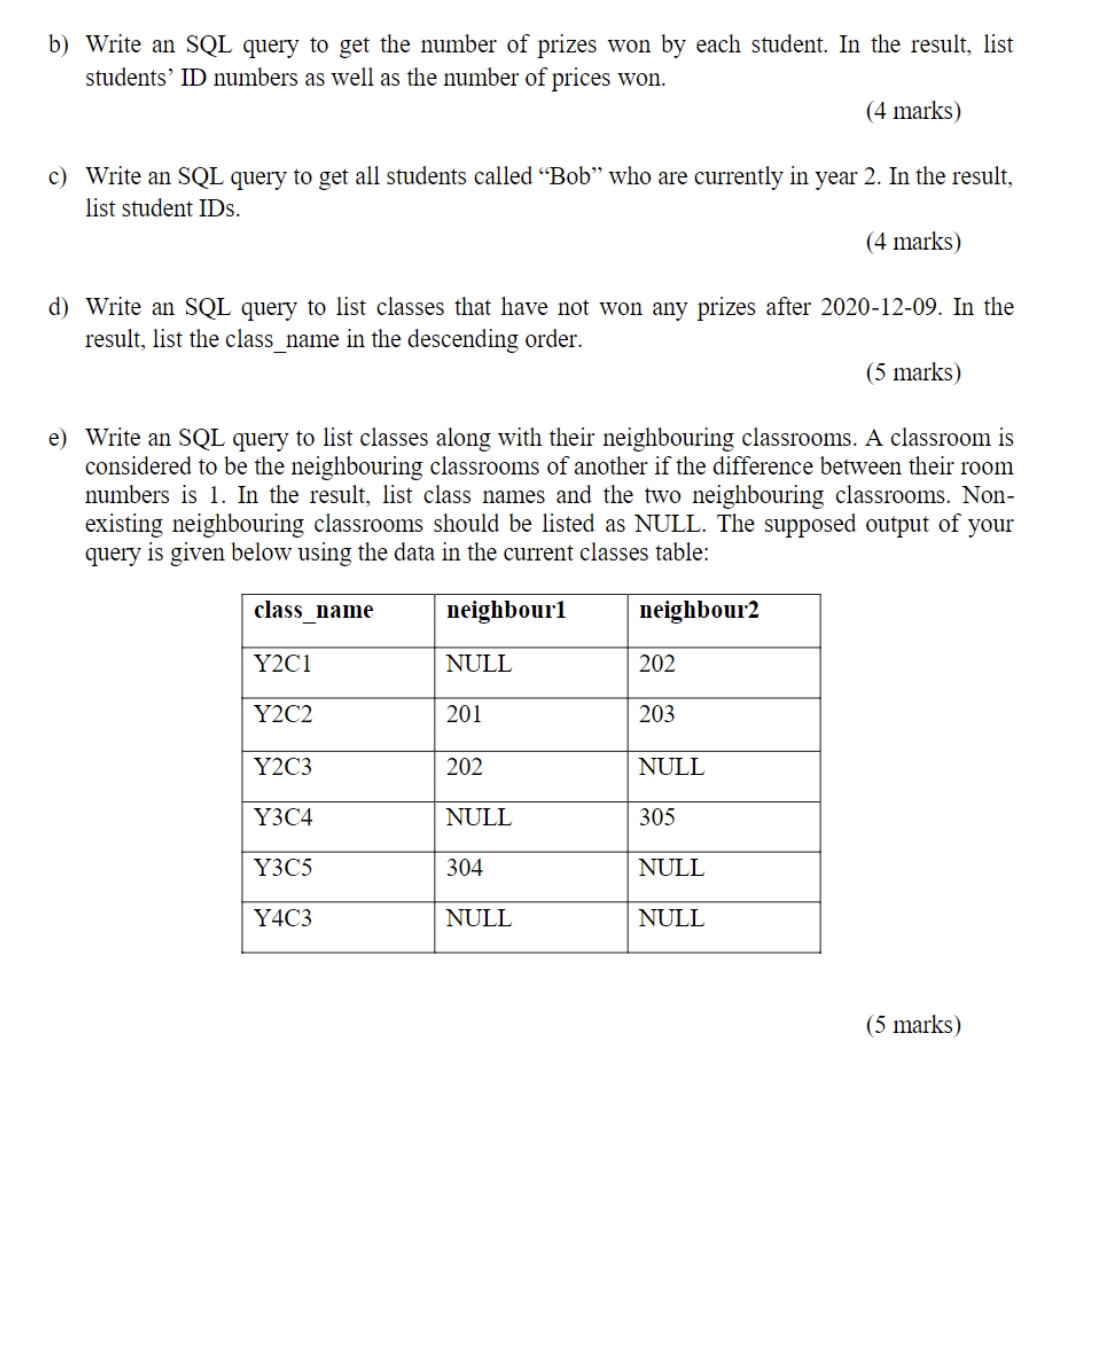 b) Write an SQL query to get the number of prizes won by each student. In the result, list
students’ ID numbers as well as the number of prices won.
(4 marks)
c) Write an SQL query to get all students called “Bob” who are currently in year 2. In the result,
list student IDs.
(4 marks)
d) Write an SQL query to list classes that have not won any prizes after 2020-12-09. In the
result, list the class_name in the descending order.
(5 marks)
e) Write an SQL query to list classes along with their neighbouring classrooms. A classroom is
considered to be the neighbouring classrooms of another if the difference between their room
numbers is 1. In the result, list class names and the two neighbouring classrooms. Non-
existing neighbouring classrooms should be listed as NULL. The supposed output of your
query is given below using the data in the current classes table:
class_name neighbour1 neighbour2
Y2C1 NULL 202
Y2C2 201 203
Y2C3 202 NULL
Y3C4 NULL 305
Y3C5 304 NULL
Y4C3 NULL NULL
(5 marks)